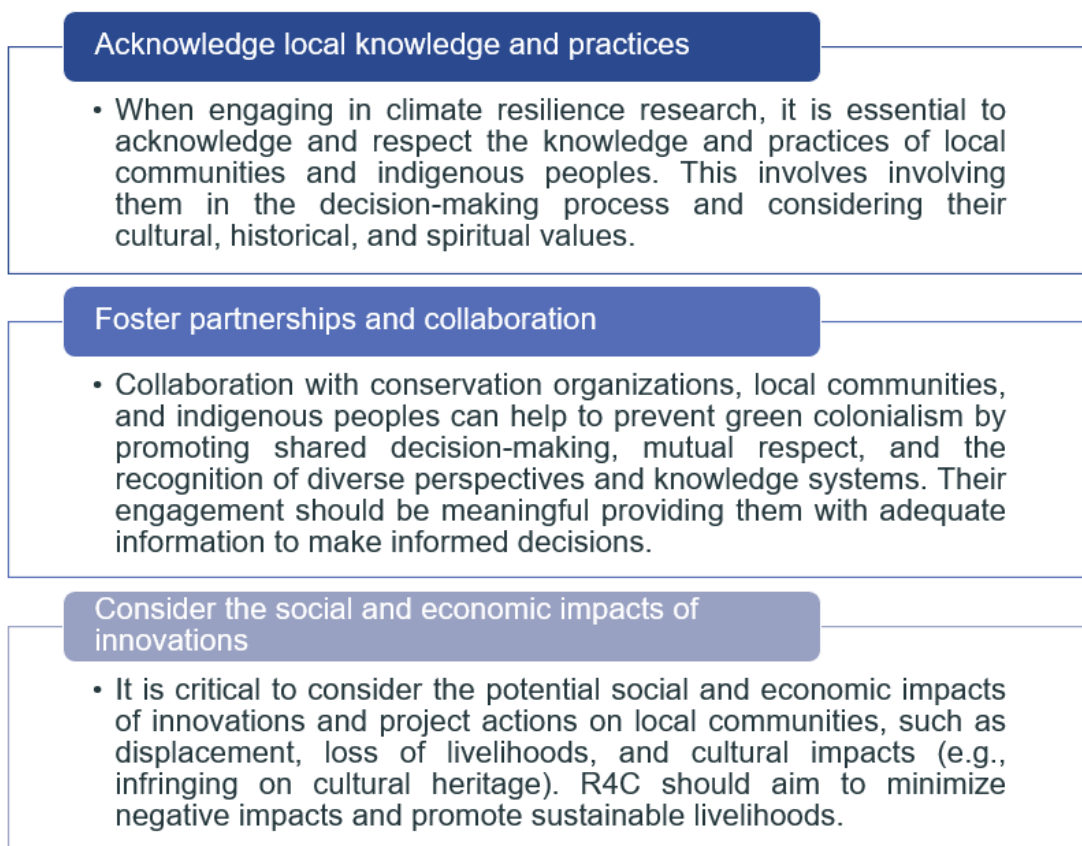 Acknowledge local knowledge and practices
• When engaging in climate resilience research, it is essential to
acknowledge and respect the knowledge and practices of local
communities and indigenous peoples. This involves involving
them in the decision-making process and considering their
cultural, historical, and spiritual values.
Foster partnerships and collaboration
• Collaboration with conservation organizations, local communities,
and indigenous peoples can help to prevent green colonialism by
promoting shared decision-making, mutual respect, and the
recognition of diverse perspectives and knowledge systems. Their
engagement should be meaningful providing them with adequate
information to make informed decisions.
Consider the social and economic impacts of
innovations
• It is critical to consider the potential social and economic impacts
of innovations and project actions on local communities, such as
displacement, loss of livelihoods, and cultural impacts (e.g.,
infringing on cultural heritage). R4C should aim to minimize
negative impacts and promote sustainable livelihoods.